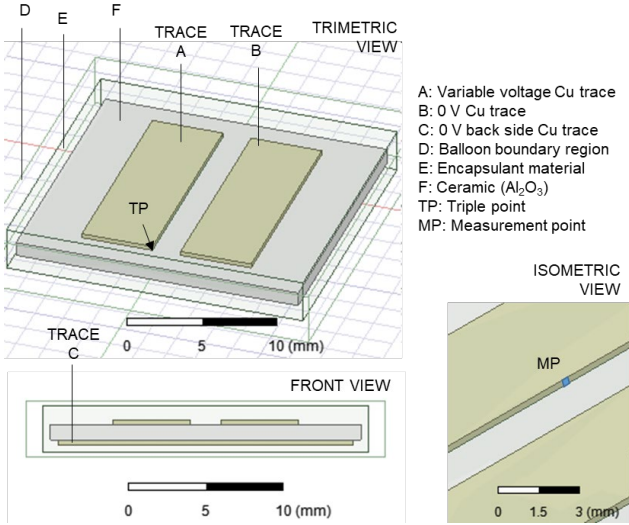 D
E
F
TRACE
A
TRACE
B
TRIMETRIC
VIEW
TP
0 5 10 (mm)
A: Variable voltage Cu trace
B: 0 V Cu trace
C: 0 V back side Cu trace
D: Balloon boundary region
E: Encapsulant material
F: Ceramic (Al₂O₃)
TP: Triple point
MP: Measurement point
TRACE
C
FRONT VIEW
0 5 10 (mm)
ISOMETRIC
VIEW
MP
0 1.5 3 (mm)